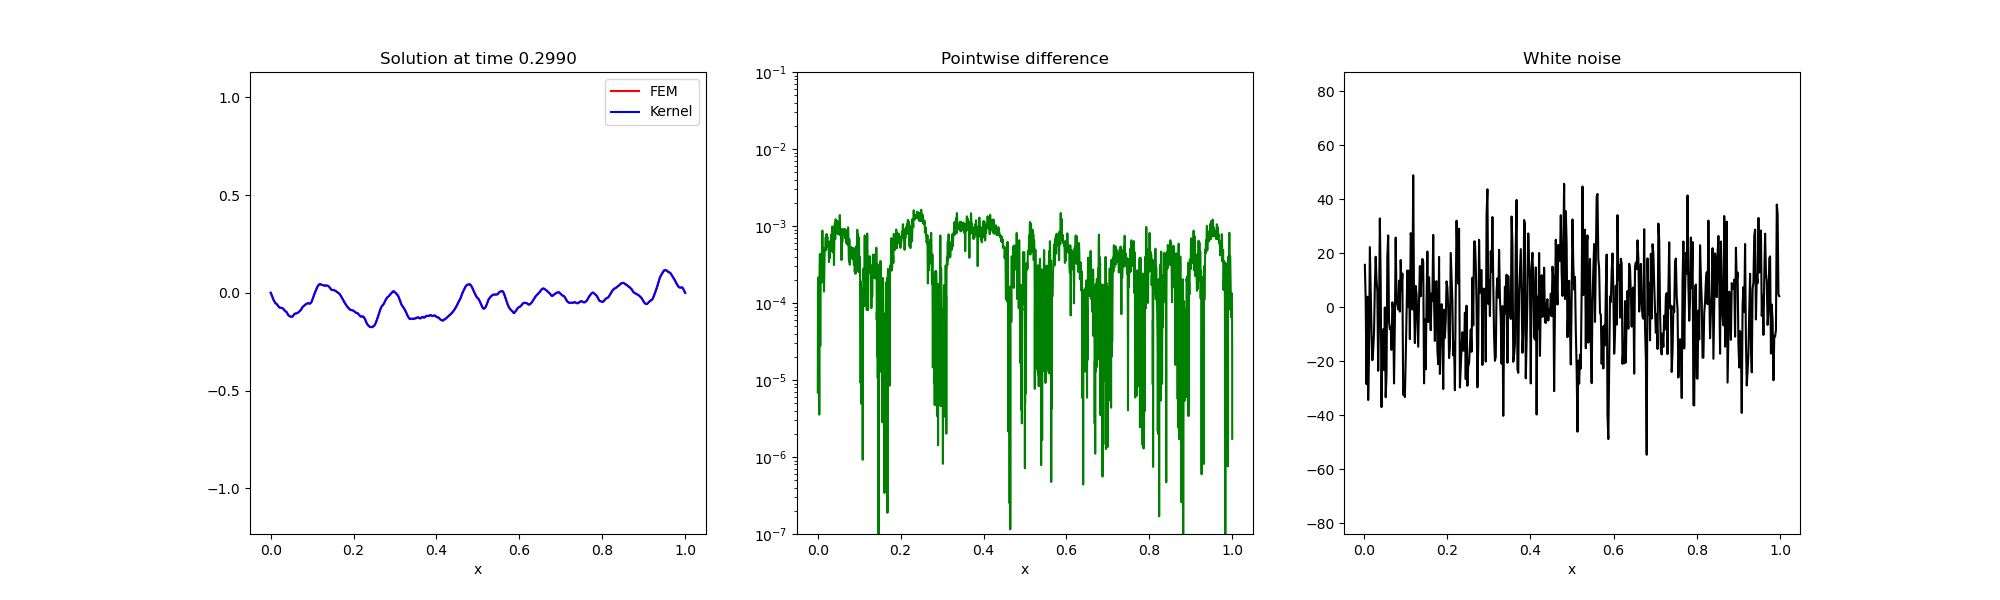 Solution at time 0.2990
1.0
0.5
0.0
−0.5
−1.0
0.0 0.2 0.4 0.6 0.8 1.0
x
FEM
Kernel
Pointwise difference
10⁻¹
10⁻²
10⁻³
10⁻⁴
10⁻⁵
10⁻⁶
10⁻⁷
0.0 0.2 0.4 0.6 0.8 1.0
x
White noise
80
60
40
20
0
−20
−40
−60
−80
0.0 0.2 0.4 0.6 0.8 1.0
x